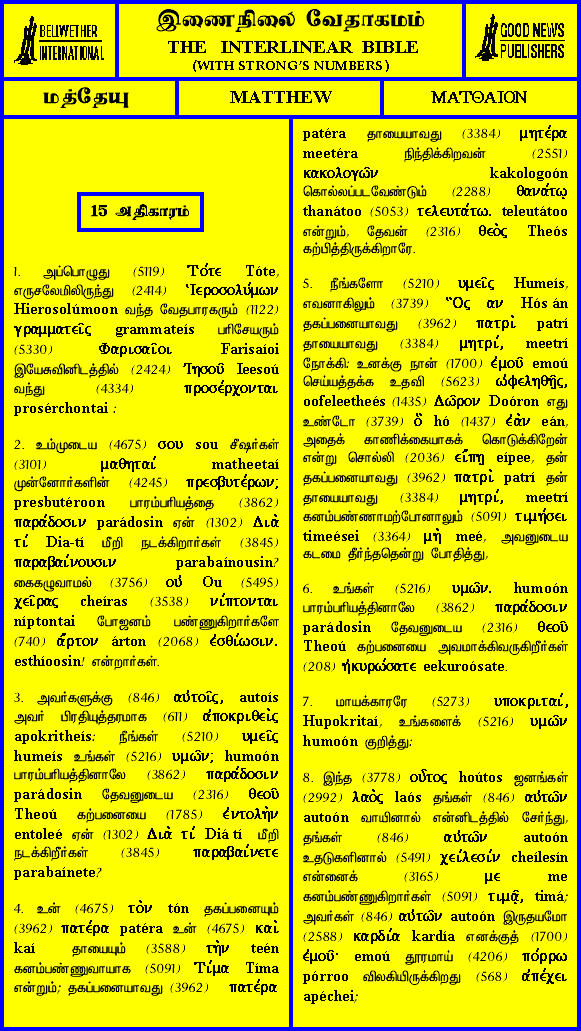 BELLWETHER
INTERNATIONAL
இணைநிலை வேதாகமம்
THE INTERLINEAR BIBLE
(WITH STRONG'S NUMBERS)
GOOD NEWS
PUBLISHERS
மத்தேயு
MATTHEW
ΜΑΤΘΑΙΟΝ
15 அதிகாரம்
1. அப்பொழுது (5119) Τότε Tóte,
எருசலேமிலிருந்து (2414) Ἱεροσολύμων
Hierosolúmoon வந்த வேதபாரகரும் (1122)
γραμματεῖς grammateís பரிசேயரும்
(5330) Φαρισαῖοι Farisaíoi
இயேசுவினிடத்தில் (2424) Ἰησοῦ Ieesoú
வந்து (4334) προσέρχονται
prosérchontai :
2. உம்முடைய (4675) σου sou சீஷர்கள்
(3101) μαθηταί matheetaí
முன்னோர்களின் (4245) πρεσβυτέρων;
presbutéroon பாரம்பரியத்தை (3862)
παράδοσιν parádosin ஏன் (1302) Διὰ
τί Dia-tí மீறி நடக்கிறார்கள் (3845)
παραβαίνουσιν parabaínousin?
கைகழுவாமல் (3756) οὐ Ou (5495)
χεῖρας cheíras (3538) νίπτονται
níptontai போஜனம் பண்ணுகிறார்களே
(740) ἄρτον árton (2068) ἐσθίωσιν.
esthíoosin! என்றார்கள்.
3. அவர்களுக்கு (846) αὐτοῖς, autoís
அவர் பிரதியுத்தரமாக (611) ἀποκριθεὶς
apokritheís: நீங்கள் (5210) υμεῖς
humeís உங்கள் (5216) υμῶν; humoón
பாரம்பரியத்தினாலே (3862) παράδοσιν
parádosin தேவனுடைய (2316) θεοῦ
Theoú கற்பனையை (1785) ἐντολὴν
entoleé ஏன் (1302) Διὰ τί Diá tí மீறி
நடக்கிறீர்கள் (3845) παραβαίνετε
parabaínete?
4. உன் (4675) τὸν tón தகப்பனையும்
(3962) πατέρα patéra உன் (4675) καὶ
kaí தாயையும் (3588) τὴν teén
கனம்பண்ணுவாயாக (5091) Τίμα Tíma
என்றும்; தகப்பனையாவது (3962) πατέρα
patéra தாயையாவது (3384) μητέρα
meetéra நிந்திக்கிறவன் (2551)
κακολογῶν kakologoón
கொல்லப்படவேண்டும் (2288) θανάτῳ
thanátoo (5053) τελευτάτω. teleutátoo
என்றும், தேவன் (2316) θεὸς Theós
கற்பித்திருக்கிறாரே.
5. நீங்களோ (5210) υμεῖς Humeís,
எவனாகிலும் (3739) Ὃς αν Hós án
தகப்பனையாவது (3962) πατρὶ patrí
தாயையாவது (3384) μητρί, meetrí
நோக்கி: உனக்கு நான் (1700) ἐμοῦ emoú
செய்யத்தக்க உதவி (5623) ὠφεληθῇς,
oofeleetheés (1435) Δῶρον Doóron எது
உண்டோ (3739) ὃ hó (1437) ἐὰν eán,
அதைக் காணிக்கையாகக் கொடுக்கிறேன்
என்று சொல்லி (2036) εἴπῃ eípee, தன்
தகப்பனையாவது (3962) πατρὶ patrí தன்
தாயையாவது (3384) μητρί, meetrí
கனம்பண்ணாமற்போனாலும் (5091) τιμήσει
timeései (3364) μὴ meé, அவனுடைய
கடமை தீர்ந்ததென்று போதித்து,
6. உங்கள் (5216) υμῶν. humoón
பாரம்பரியத்தினாலே (3862) παράδοσιν
parádosin தேவனுடைய (2316) θεοῦ
Theoú கற்பனையை அவமாக்கிவருகிறீர்கள்
(208) ἠκυρώσατε eekuroósate.
7. மாயக்காரரே (5273) υποκριταί,
Hupokritaí, உங்களைக் (5216) υμῶν
humoón குறித்து:
8. இந்த (3778) οὗτος hoútos ஜனங்கள்
(2992) λαὸς laós தங்கள் (846) αὐτῶν
autoón வாயினால் என்னிடத்தில் சேர்ந்து,
தங்கள் (846) αὐτῶν autoón
உதடுகளினால் (5491) χείλεσίν cheílesín
என்னைக் (3165) με me
கனம்பண்ணுகிறார்கள் (5091) τιμᾷ, timá;
அவர்கள் (846) αὐτῶν autoón இருதயமோ
(2588) καρδία kardía எனக்குத் (1700)
ἐμοῦ· emoú தூரமாய் (4206) πόρρω
pórroo விலகியிருக்கிறது (568) ἀπέχει
apéchei;